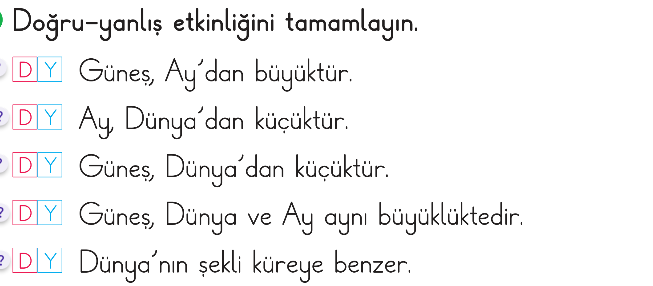 Doğru-yanlış etkinliğini tamamlayın.
? D Y Güneş, Ay'dan büyüktür.
? D Y Ay, Dünya'dan küçüktür.
? D Y Güneş, Dünya'dan küçüktür.
? D Y Güneş, Dünya ve Ay aynı büyüklüktedir.
? D Y Dünya'nın şekli küreye benzer.